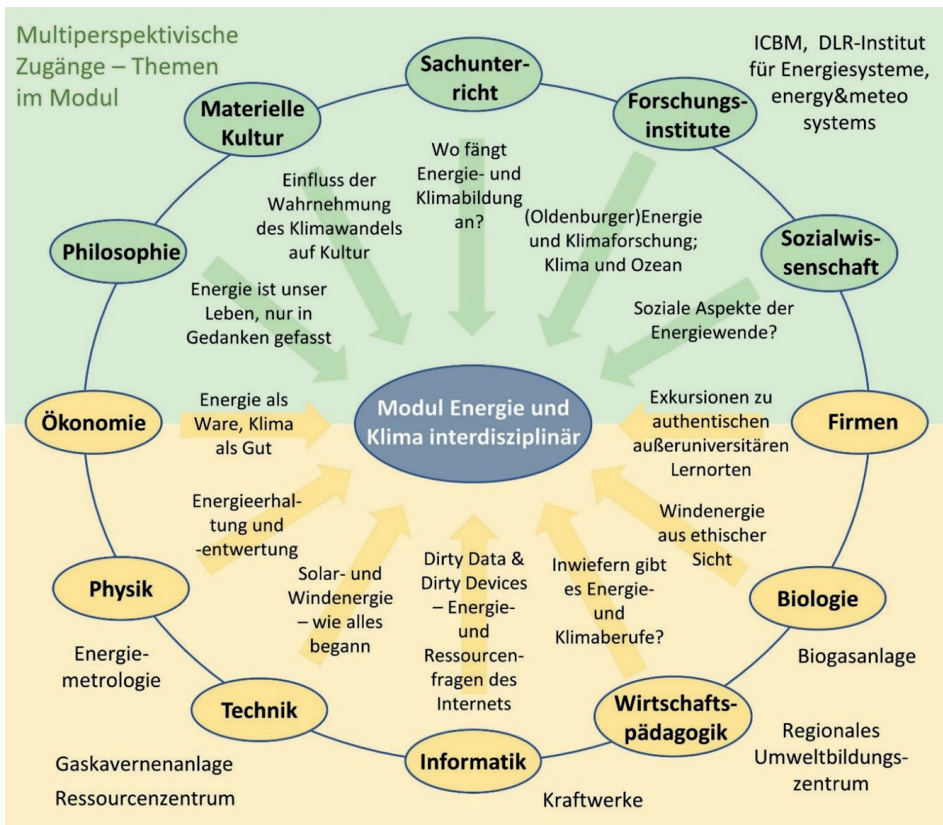 Multiperspektivische
Zugänge – Themen
im Modul
Sachunter-
richt
ICBM, DLR-Institut
für Energiesysteme,
energy&meteo
systems
Materielle
Kultur
Forschungs-
institute
Wo fängt
Energie- und
Klimabildung
an?
Einfluss der
Wahrnehmung
des Klimawandels
auf Kultur
(Oldenburger)Energie
und Klimaforschung;
Klima und Ozean
Philosophie
Sozialwis-
senschaft
Energie ist unser
Leben, nur in
Gedanken gefasst
Soziale Aspekte der
Energiewende?
Ökonomie
Energie als
Ware, Klima
als Gut
Modul Energie und
Klima interdisziplinär
Exkursionen zu
authentischen
außeruniversitären
Lernorten
Firmen
Energieerhal-
tung und
-entwertung
Windenergie
aus ethischer
Sicht
Physik
Solar- und
Windenergie
– wie alles
begann
Dirty Data &
Dirty Devices
– Energie-
und
Ressourcen-
fragen des
Internets
Inwiefern gibt
es Energie-
und
Klimaberufe?
Biologie
Energie-
metrologie
Biogasanlage
Technik
Wirtschafts-
pädagogik
Informatik
Regionales
Umweltbildungs-
zentrum
Gaskavernenanlage
Ressourcenzentrum
Kraftwerke